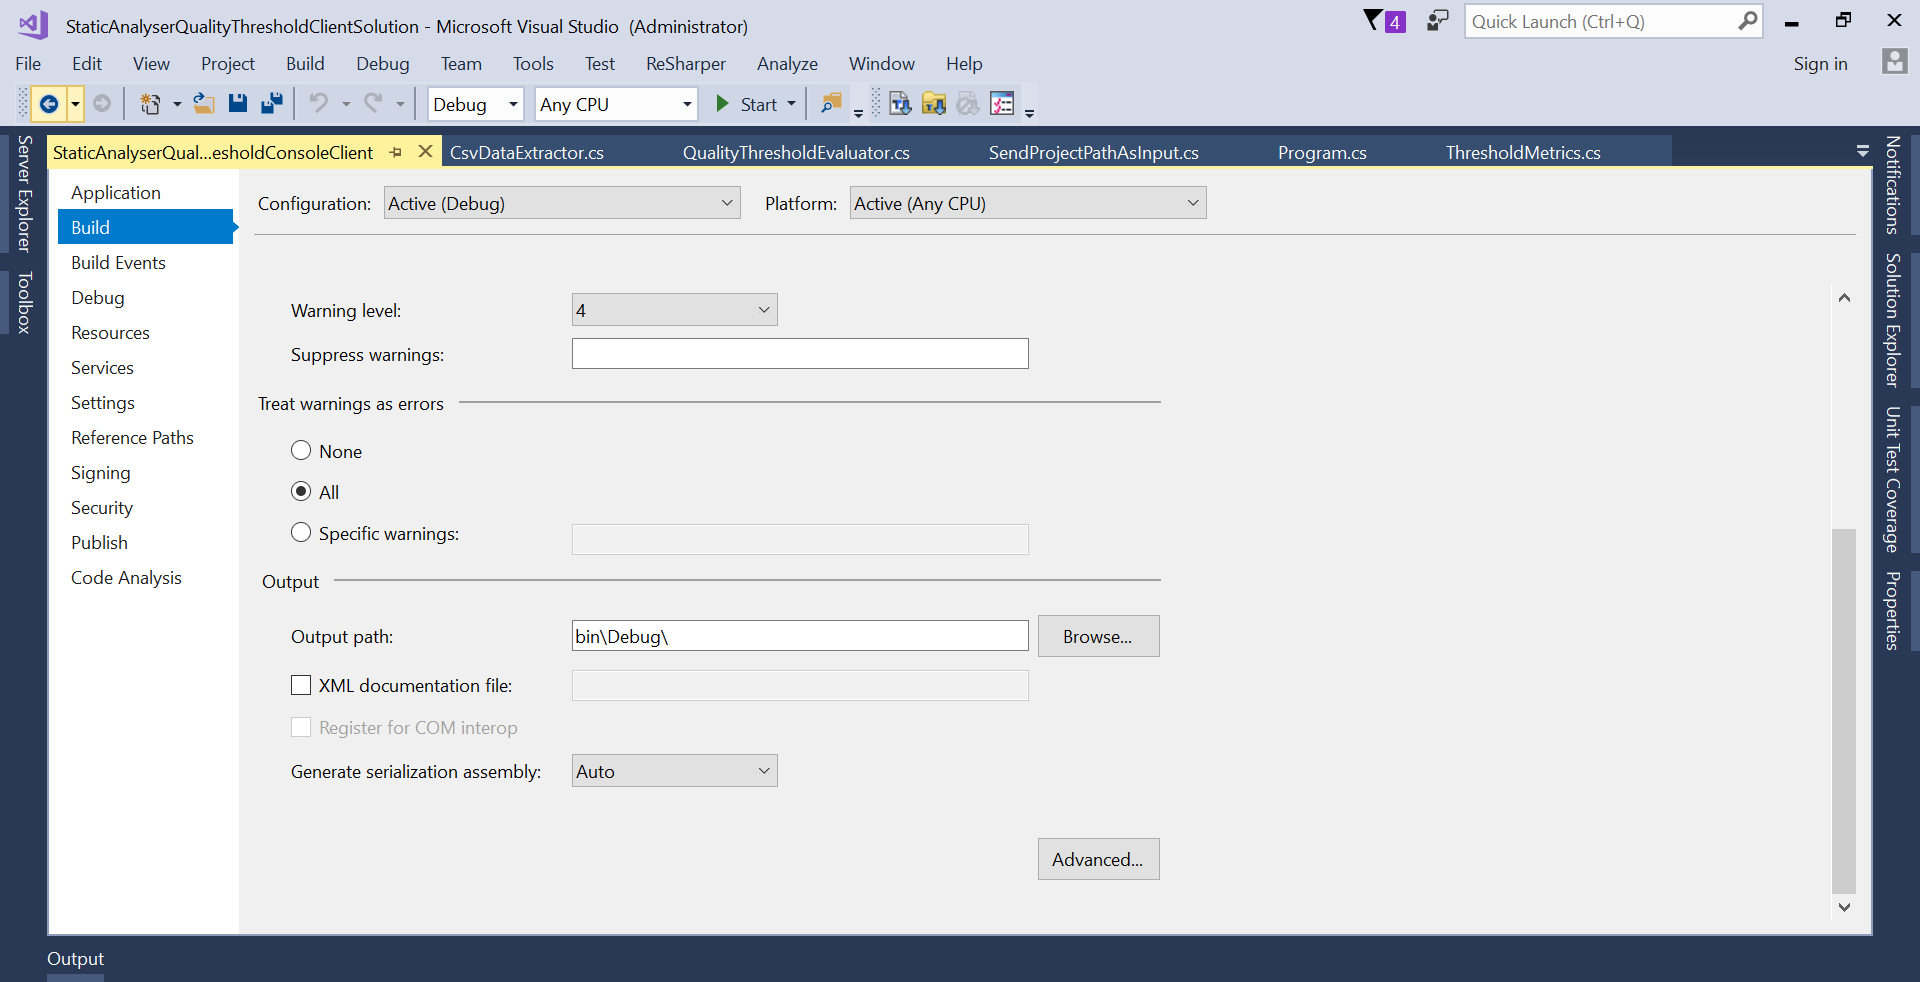 StaticAnalyserQualityThresholdClientSolution - Microsoft Visual Studio (Administrator)
4
Quick Launch (Ctrl+Q)
File Edit View Project Build Debug Team Tools Test ReSharper Analyze Window Help
Sign in
Debug Any CPU Start
StaticAnalyserQual...esholdConsoleClient CsvDataExtractor.cs QualityThresholdEvaluator.cs SendProjectPathAsInput.cs Program.cs ThresholdMetrics.cs
Server Explorer
Toolbox
Application
Build
Build Events
Debug
Resources
Services
Settings
Reference Paths
Signing
Security
Publish
Code Analysis
Configuration: Active (Debug) Platform: Active (Any CPU)
Warning level: 4
Suppress warnings:
Treat warnings as errors
None
All
Specific warnings:
Output
Output path: bin\Debug\ Browse...
XML documentation file:
Register for COM interop
Generate serialization assembly: Auto
Advanced...
Notifications
Solution Explorer
Unit Test Coverage
Properties
Output